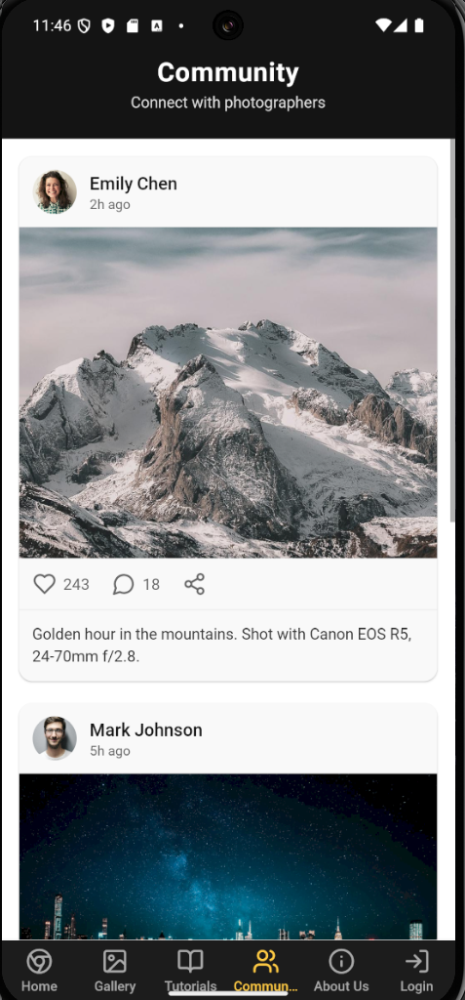 11:46
Community
Connect with photographers
Emily Chen
2h ago
243
18
Golden hour in the mountains. Shot with Canon EOS R5,
24-70mm f/2.8.
Mark Johnson
5h ago
Home
Gallery
Tutorials
Commun...
About Us
Login